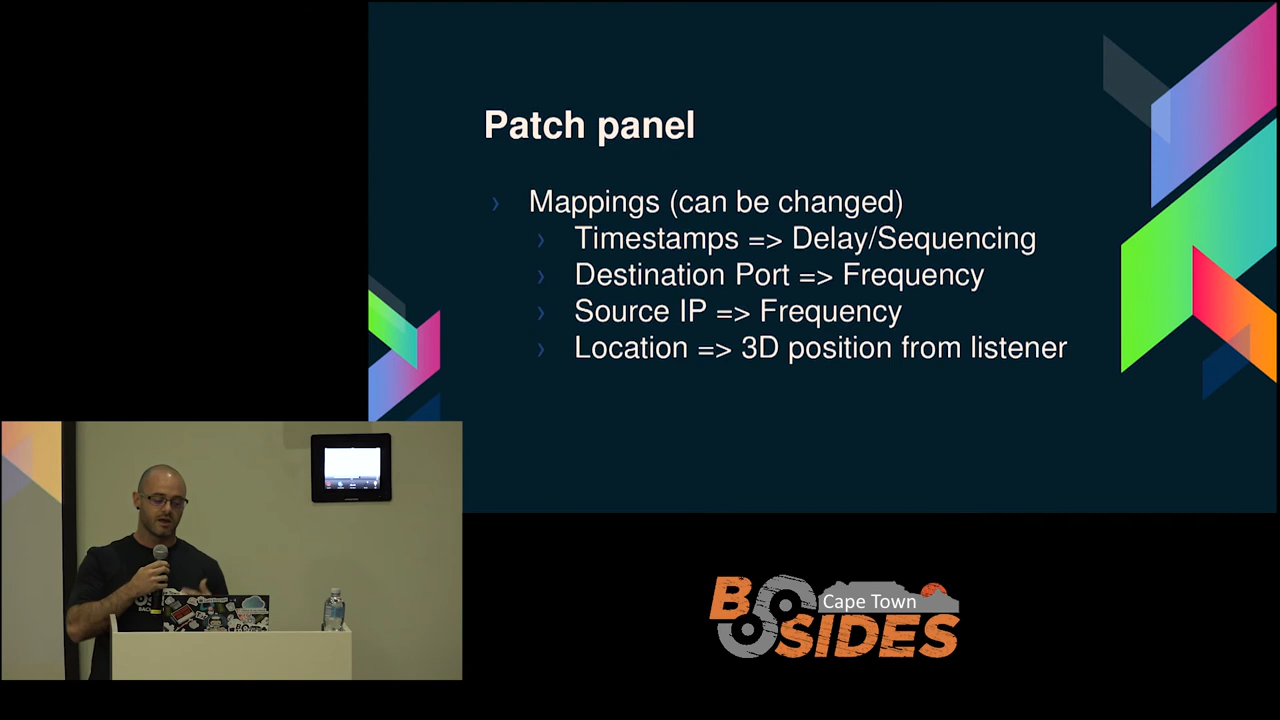 Patch panel
› Mappings (can be changed)
› Timestamps => Delay/Sequencing
› Destination Port => Frequency
› Source IP => Frequency
› Location => 3D position from listener
B SIDES
Cape Town